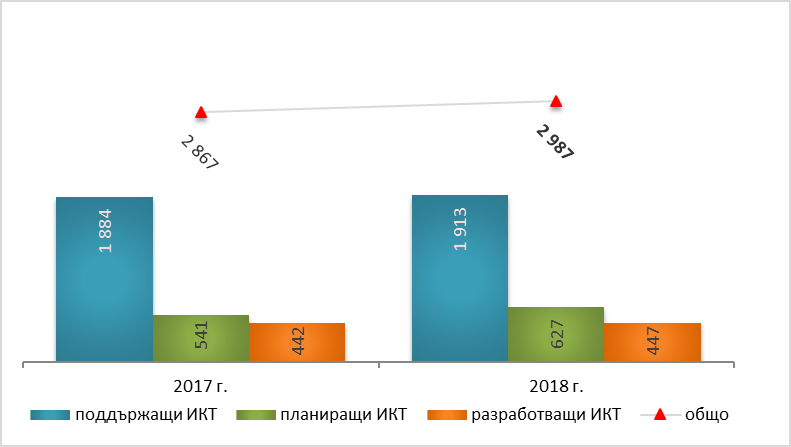 2 867
2 987
1 884
541
442
1 913
627
447
2017 г.
2018 г.
поддържащи ИКТ
планиращи ИКТ
разработващи ИКТ
общо